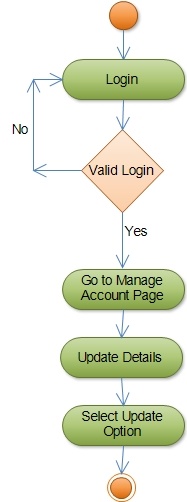 Login
No
Valid Login
Yes
Go to Manage
Account Page
Update Details
Select Update
Option